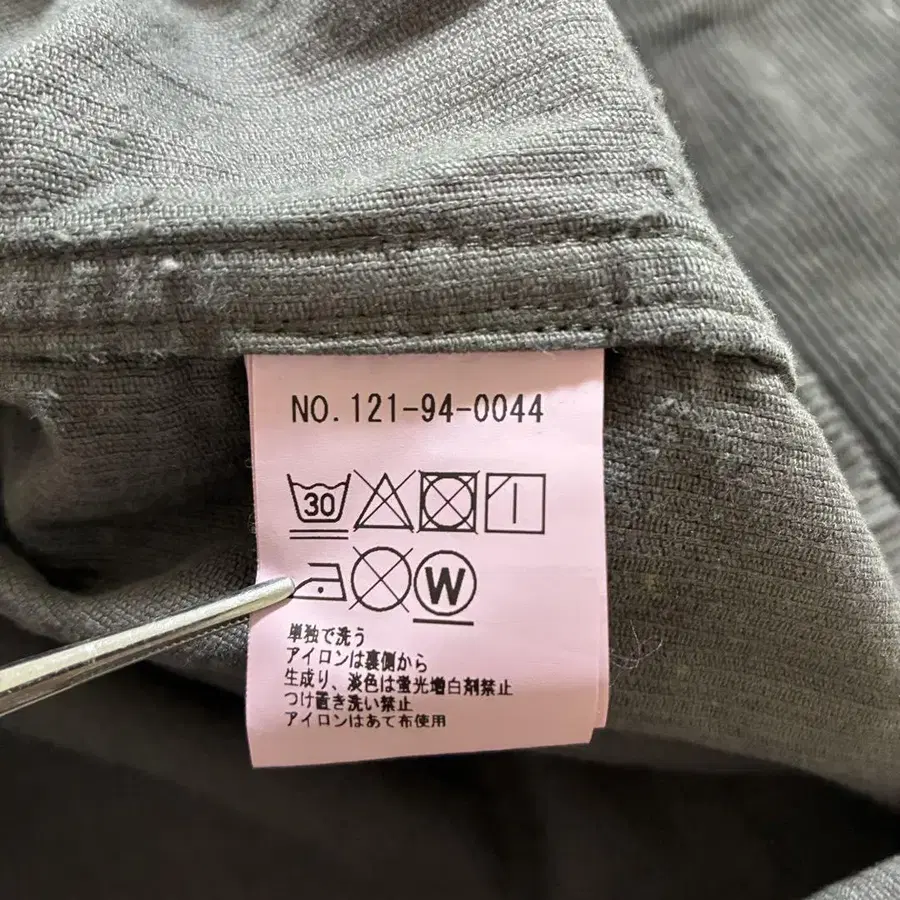 NO. 121-94-0044
30
W
単独で洗う
アイロンは裏側から
生成り、淡色は蛍光増白剤禁止
つけ置き洗い禁止
アイロンはあて布使用